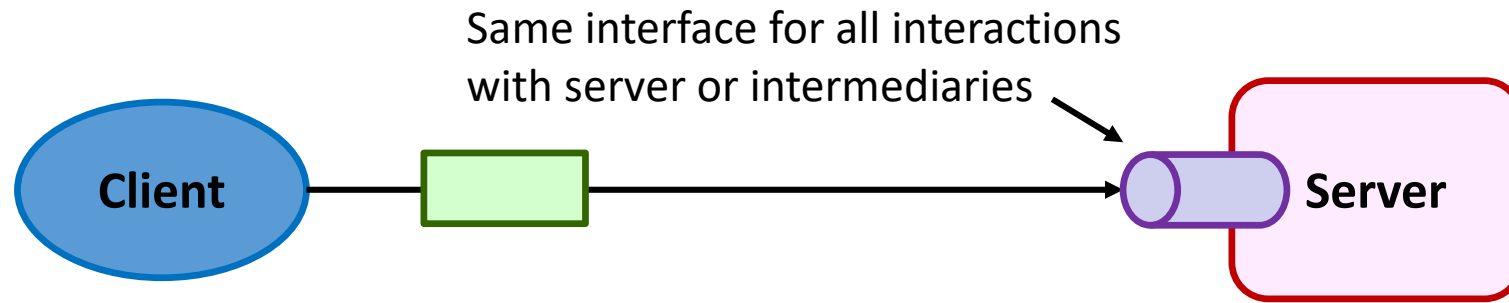 Same interface for all interactions
with server or intermediaries
Client
Server